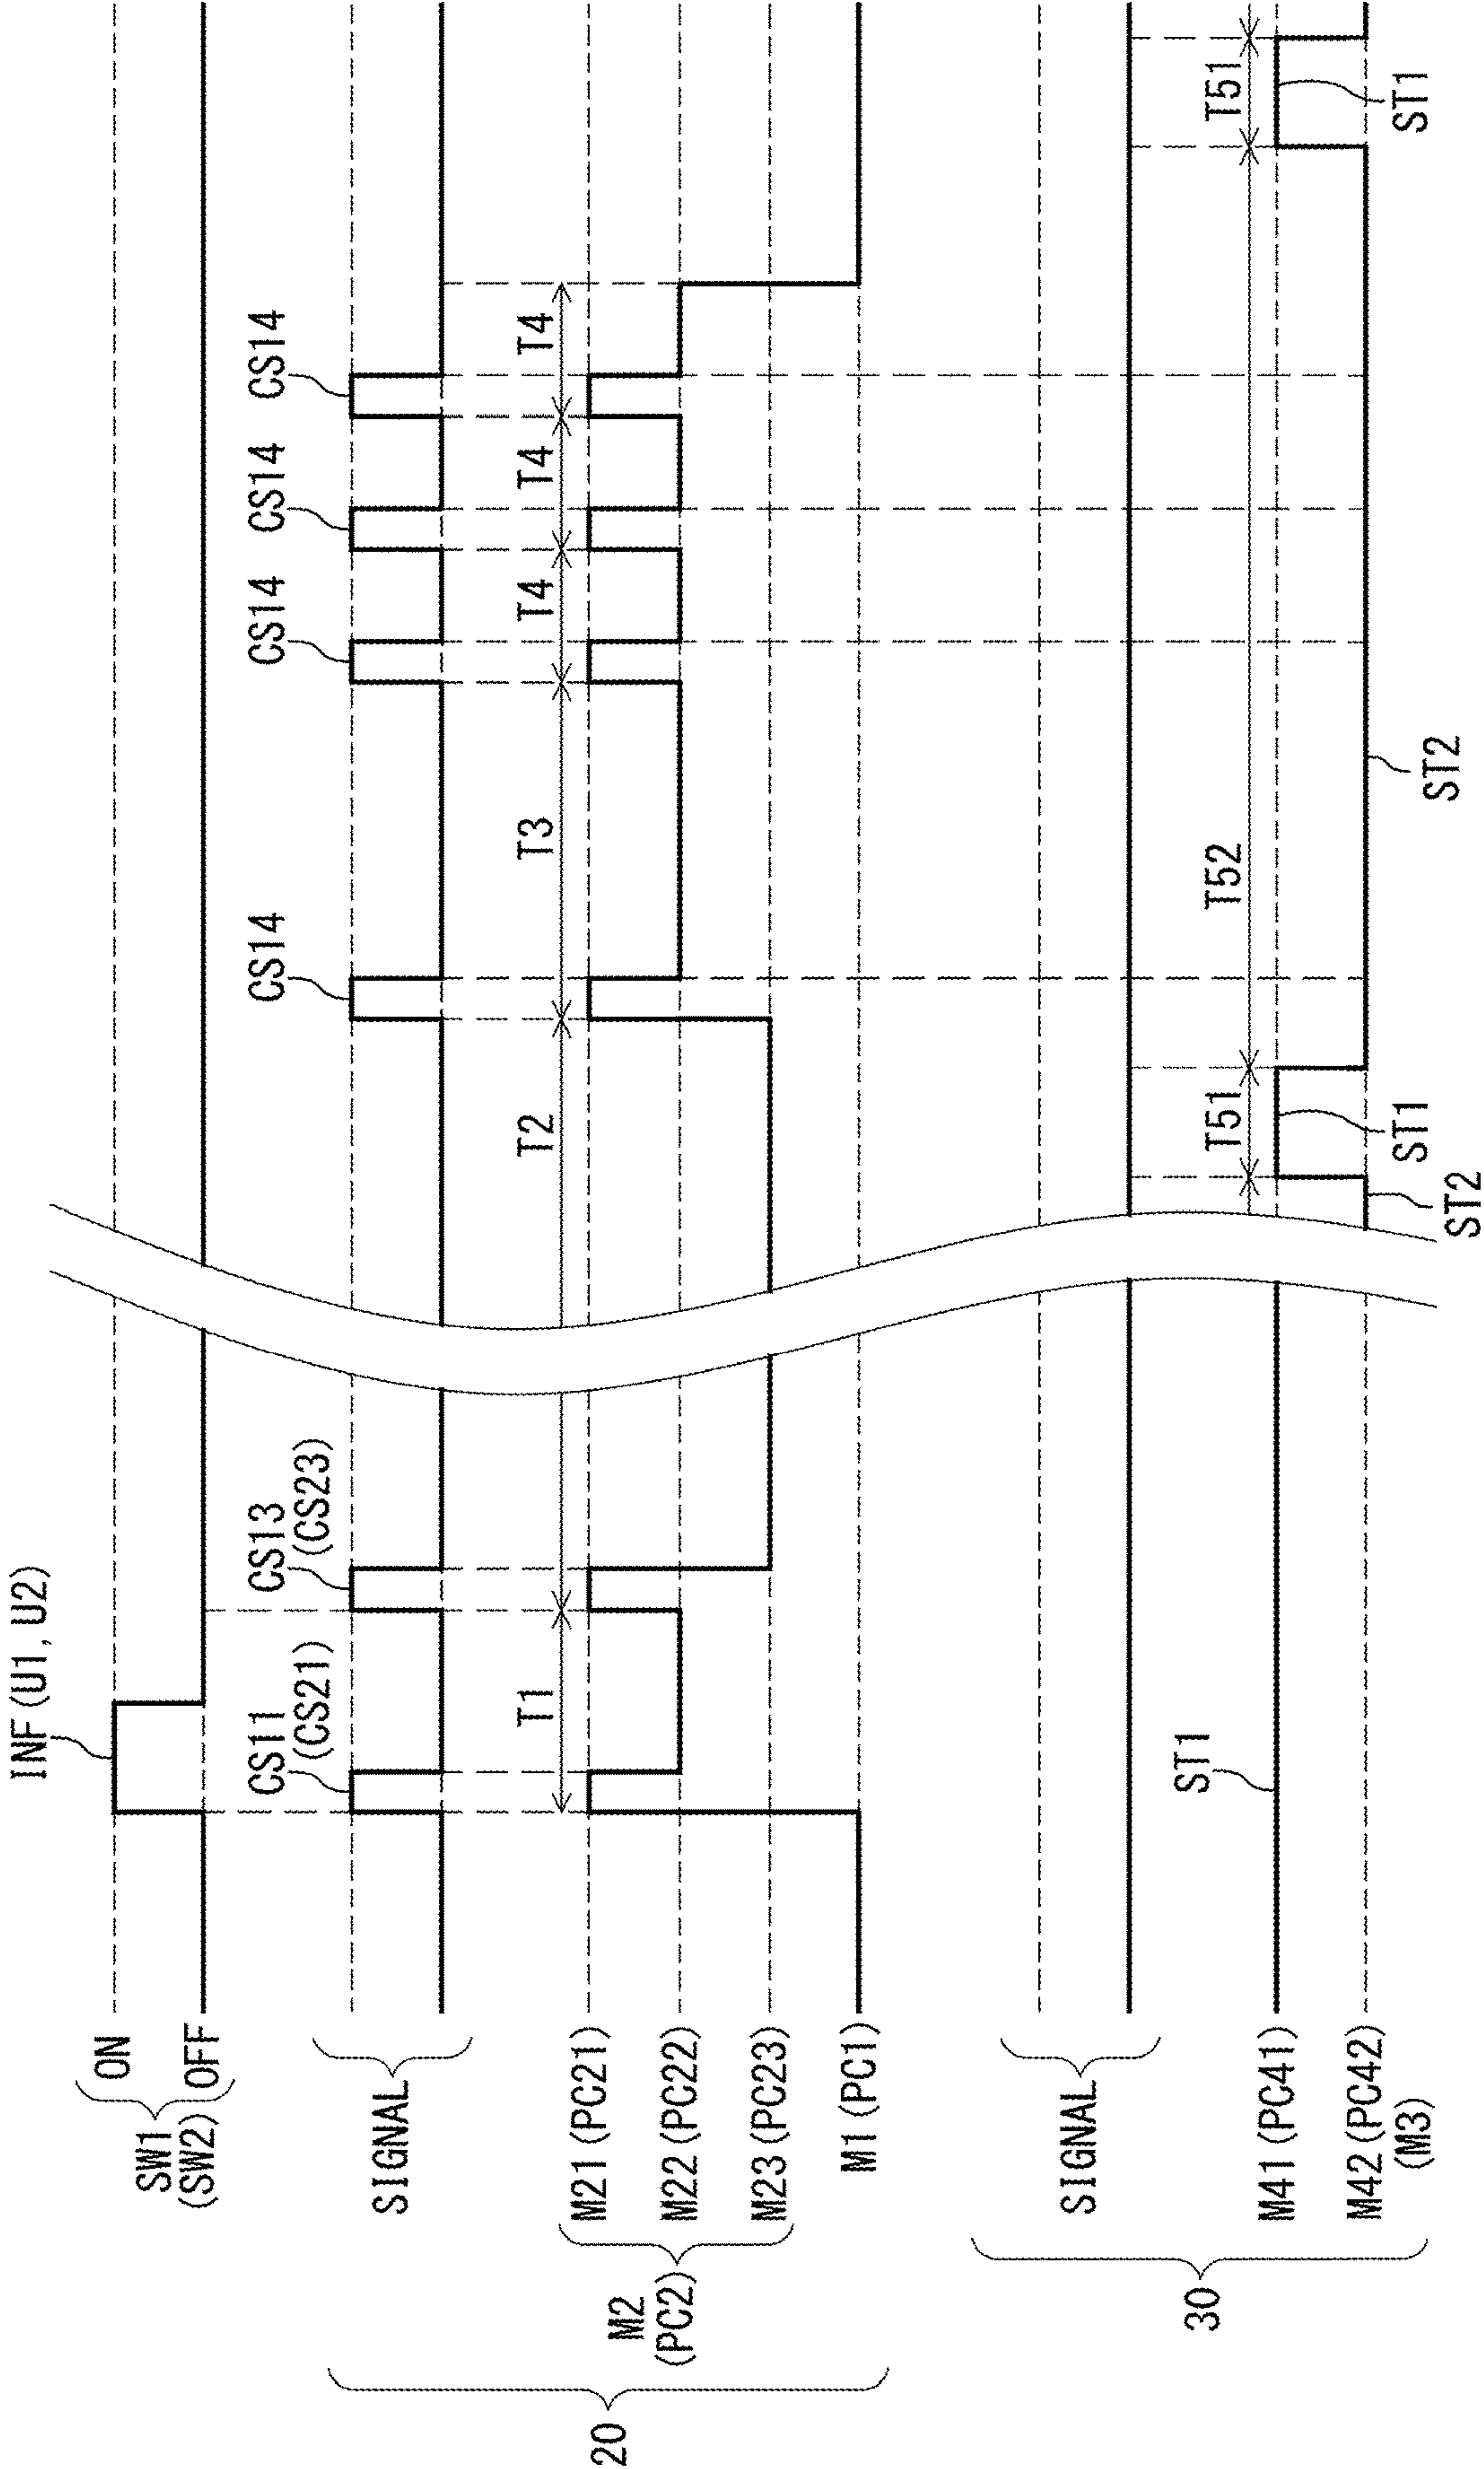 INF (U1, U2)
SW1
(SW2)
ON
OFF
CS11
(CS21)
CS13
(CS23)
CS14
CS14
CS14
CS14
SIGNAL
T1
T2
T3
T4
T4
T4
20
M2
(PC2)
M21 (PC21)
M22 (PC22)
M23 (PC23)
M1 (PC1)
SIGNAL
30
ST1
T51
T52
T51
M41 (PC41)
M42 (PC42)
(M3)
ST2
ST1
ST2
ST1